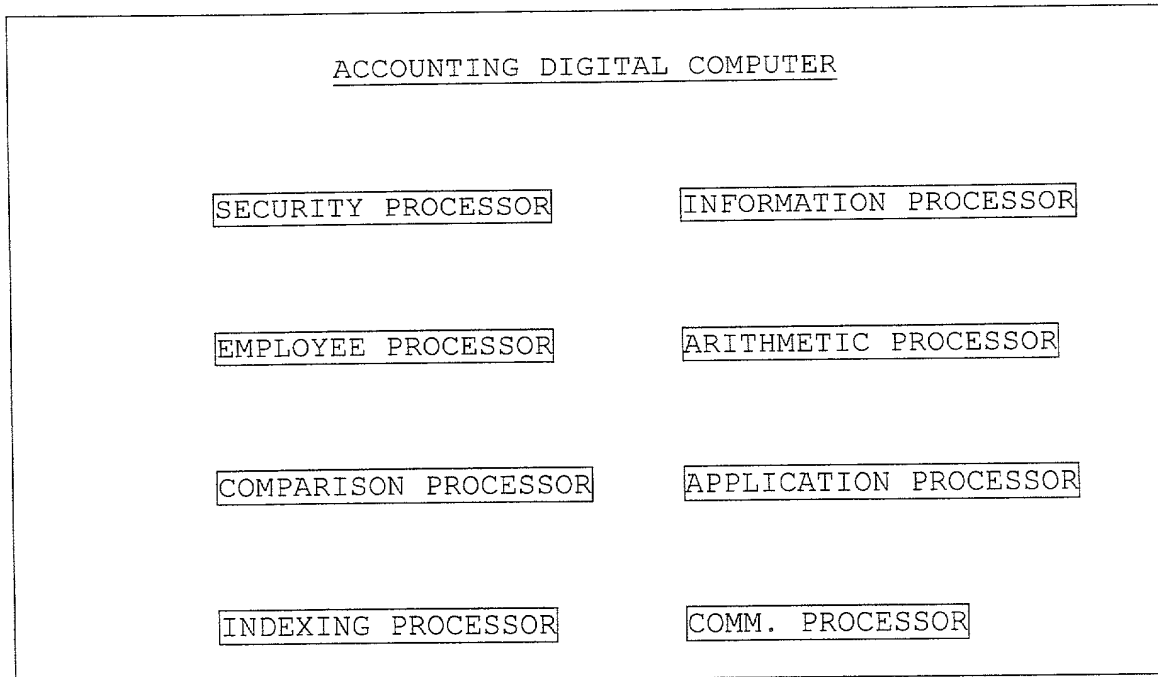 ACCOUNTING DIGITAL COMPUTER
SECURITY PROCESSOR INFORMATION PROCESSOR
EMPLOYEE PROCESSOR ARITHMETIC PROCESSOR
COMPARISON PROCESSOR APPLICATION PROCESSOR
INDEXING PROCESSOR COMM. PROCESSOR